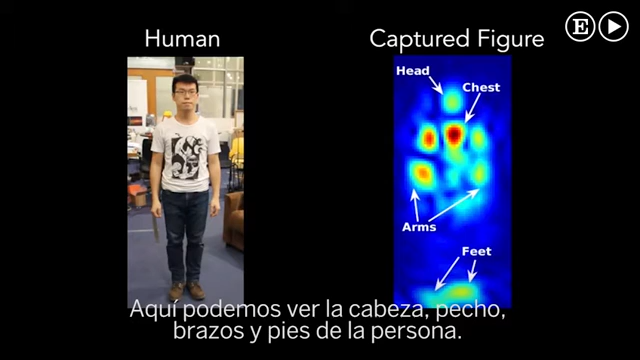 Human
Captured Figure
E
Head
Chest
Arms
Feet
Aquí podemos ver la cabeza, pecho,
brazos y pies de la persona.